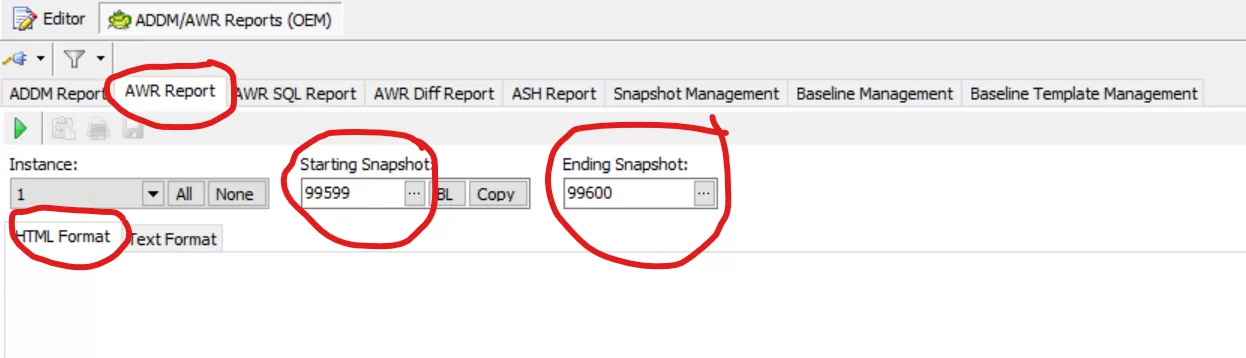 Editor ADDM/AWR Reports (OEM)
ADDM Report AWR Report AWR SQL Report AWR Diff Report ASH Report Snapshot Management Baseline Management Baseline Template Management
Instance: Starting Snapshot: Ending Snapshot:
1 All None 99599 ... BL Copy 99600 ...
HTML Format Text Format